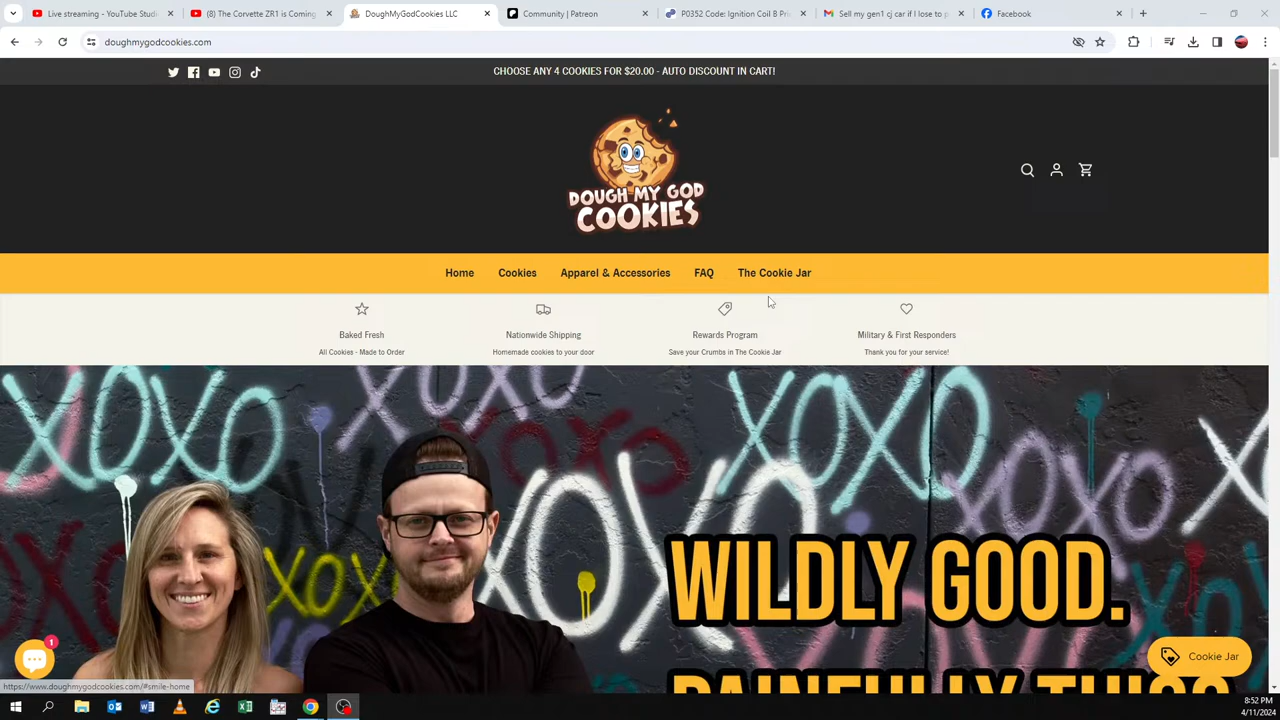 Live streaming - YouTube Studi
(8) The Corvette ZR1 is Coming
DoughMyGodCookies LLC
Community | Patreon
P0352 Code: Ignition Coil B Pri
Sell my gen1 cj car if I lose to p
Facebook
doughmygodcookies.com
CHOOSE ANY 4 COOKIES FOR $20.00 - AUTO DISCOUNT IN CART!
DOUGH MY GOD
COOKIES
Home Cookies Apparel & Accessories FAQ The Cookie Jar
Baked Fresh
All Cookies - Made to Order
Nationwide Shipping
Homemade cookies to your door
Rewards Program
Save your Crumbs in The Cookie Jar
Military & First Responders
Thank you for your service!
WILDLY GOOD.
1
Cookie Jar
https://www.doughmygodcookies.com/#smile-home
8:52 PM
4/11/2024